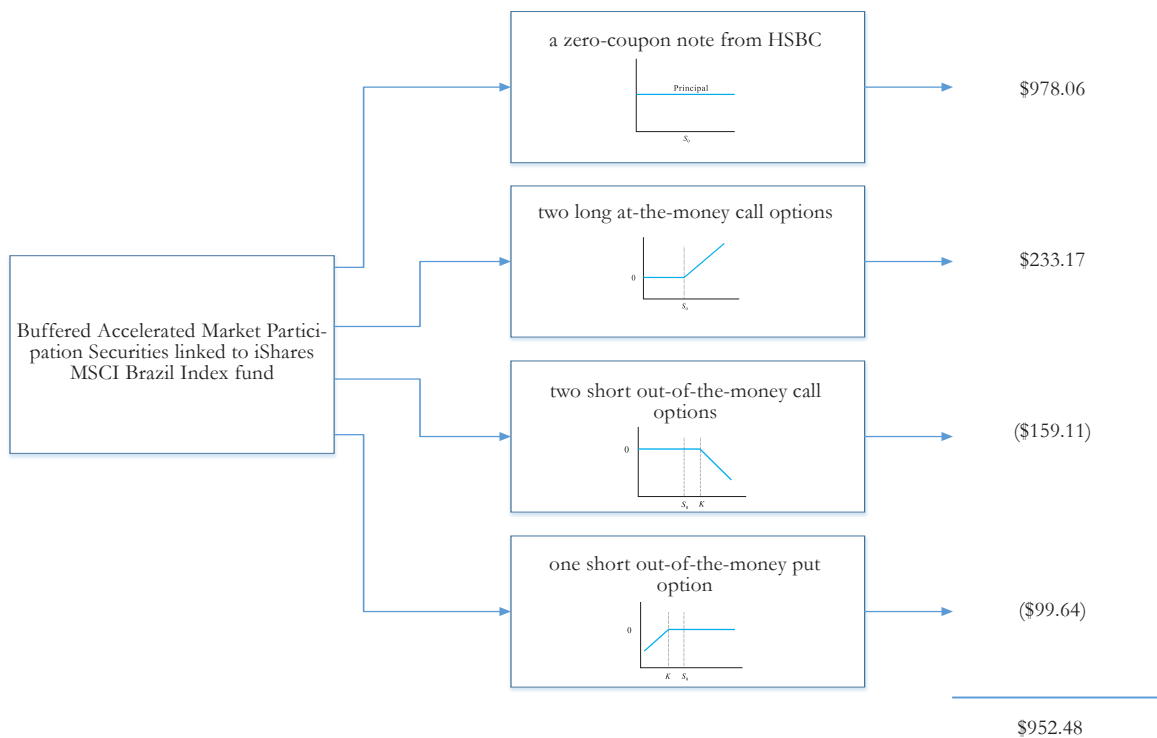 a zero-coupon note from HSBC
Principal
S₀
$978.06
two long at-the-money call options
0
S₀
$233.17
Buffered Accelerated Market Partici-
pation Securities linked to iShares
MSCI Brazil Index fund
two short out-of-the-money call
options
0
S₀ K
($159.11)
one short out-of-the-money put
option
0
K S₀
($99.64)
$952.48